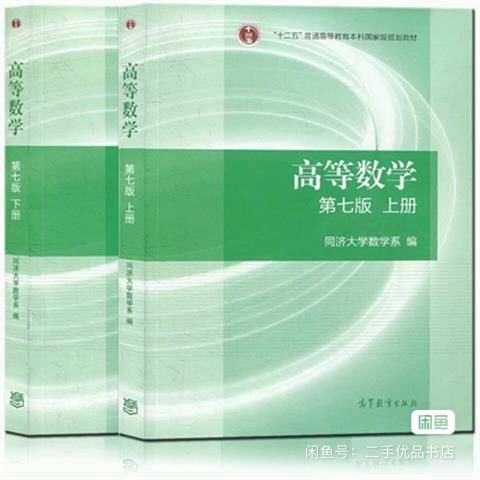 高等数学
第七版 下册
同济大学数学系 编
高等数学
第七版 上册
同济大学数学系 编
“十二五”普通高等教育本科国家级规划教材
高等数学
第七版 上册
同济大学数学系 编
高等教育出版社
闲鱼
闲鱼号：二手优品书店